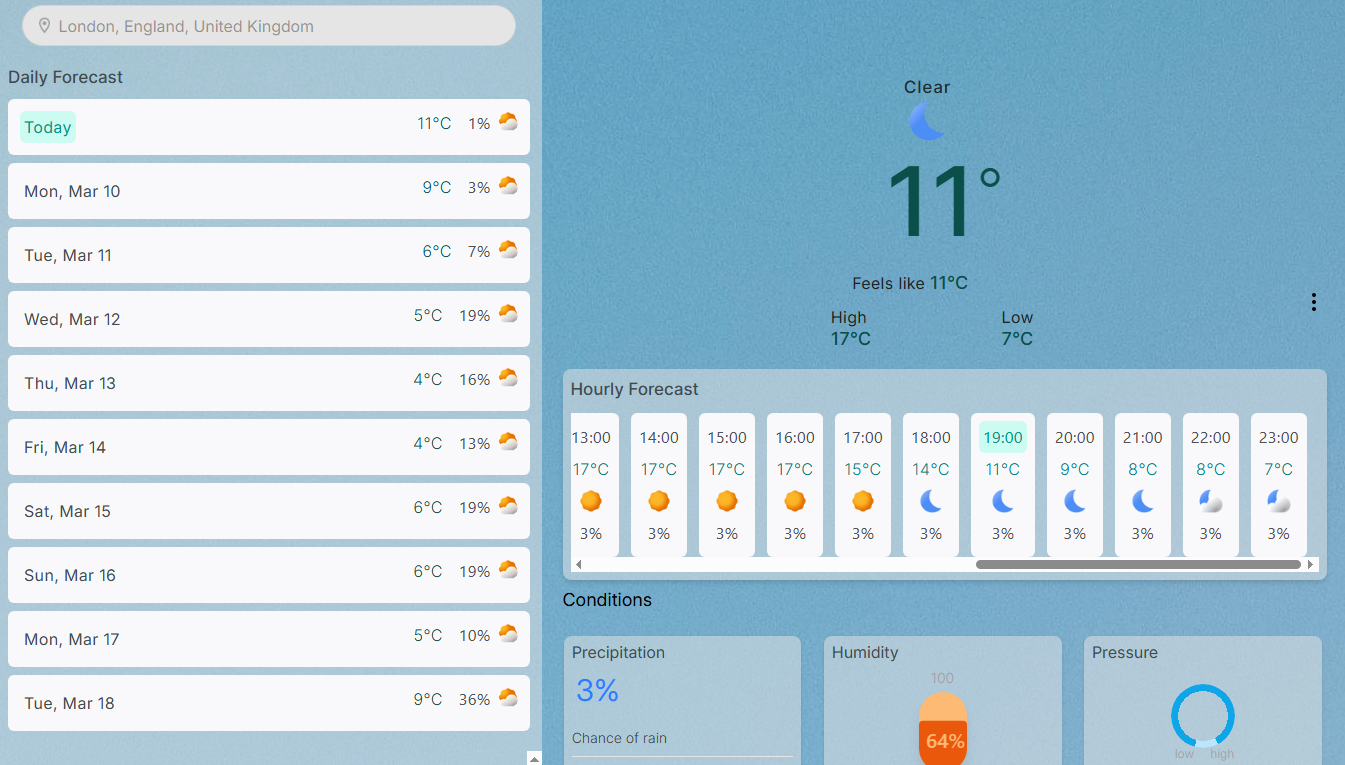 London, England, United Kingdom
Daily Forecast
Today 11°C 1%
Mon, Mar 10 9°C 3%
Tue, Mar 11 6°C 7%
Wed, Mar 12 5°C 19%
Thu, Mar 13 4°C 16%
Fri, Mar 14 4°C 13%
Sat, Mar 15 6°C 19%
Sun, Mar 16 6°C 19%
Mon, Mar 17 5°C 10%
Tue, Mar 18 9°C 36%
Clear
11°
Feels like 11°C
High Low
17°C 7°C
Hourly Forecast
13:00 14:00 15:00 16:00 17:00 18:00 19:00 20:00 21:00 22:00 23:00
17°C 17°C 17°C 17°C 15°C 14°C 11°C 9°C 8°C 8°C 7°C
3% 3% 3% 3% 3% 3% 3% 3% 3% 3% 3%
Conditions
Precipitation
3%
Chance of rain
Humidity
100
64%
Pressure
low high